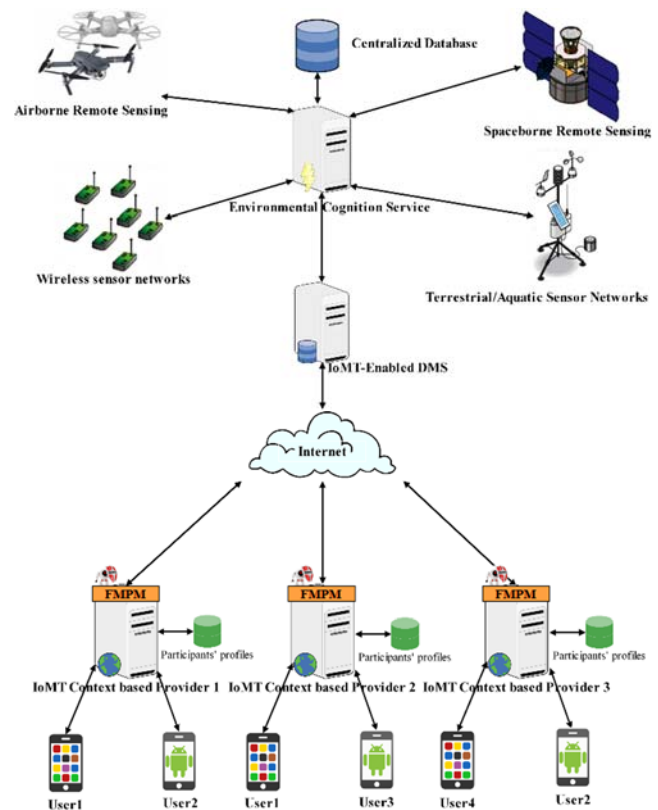 Centralized Database
Airborne Remote Sensing
Spaceborne Remote Sensing
Environmental Cognition Service
Wireless sensor networks
Terrestrial/Aquatic Sensor Networks
IoMT-Enabled DMS
Internet
FMPM
FMPM
FMPM
Participants' profiles
Participants' profiles
Participants' profiles
IoMT Context based Provider 1
IoMT Context based Provider 2
IoMT Context based Provider 3
User1
User2
User1
User3
User4
User2